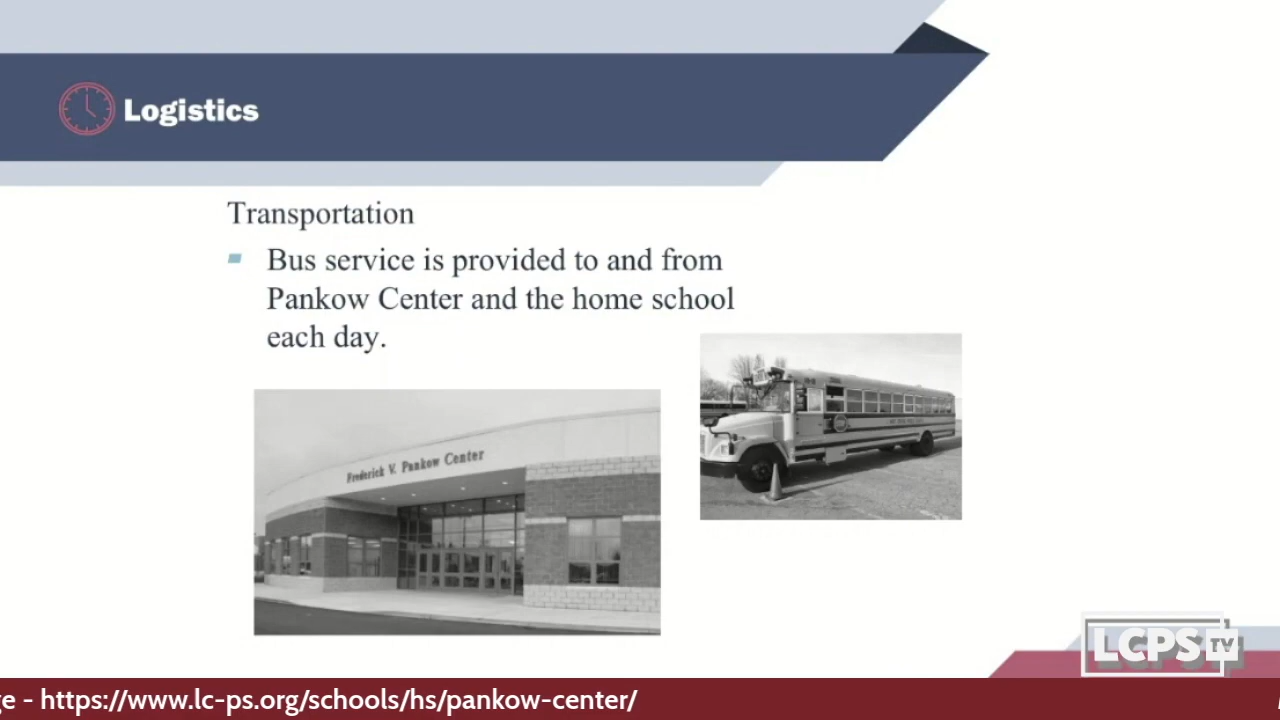 Logistics
Transportation
Bus service is provided to and from
Pankow Center and the home school
each day.
Frederick V. Pankow Center
LCPS TV
ge - https://www.lc-ps.org/schools/hs/pankow-center/